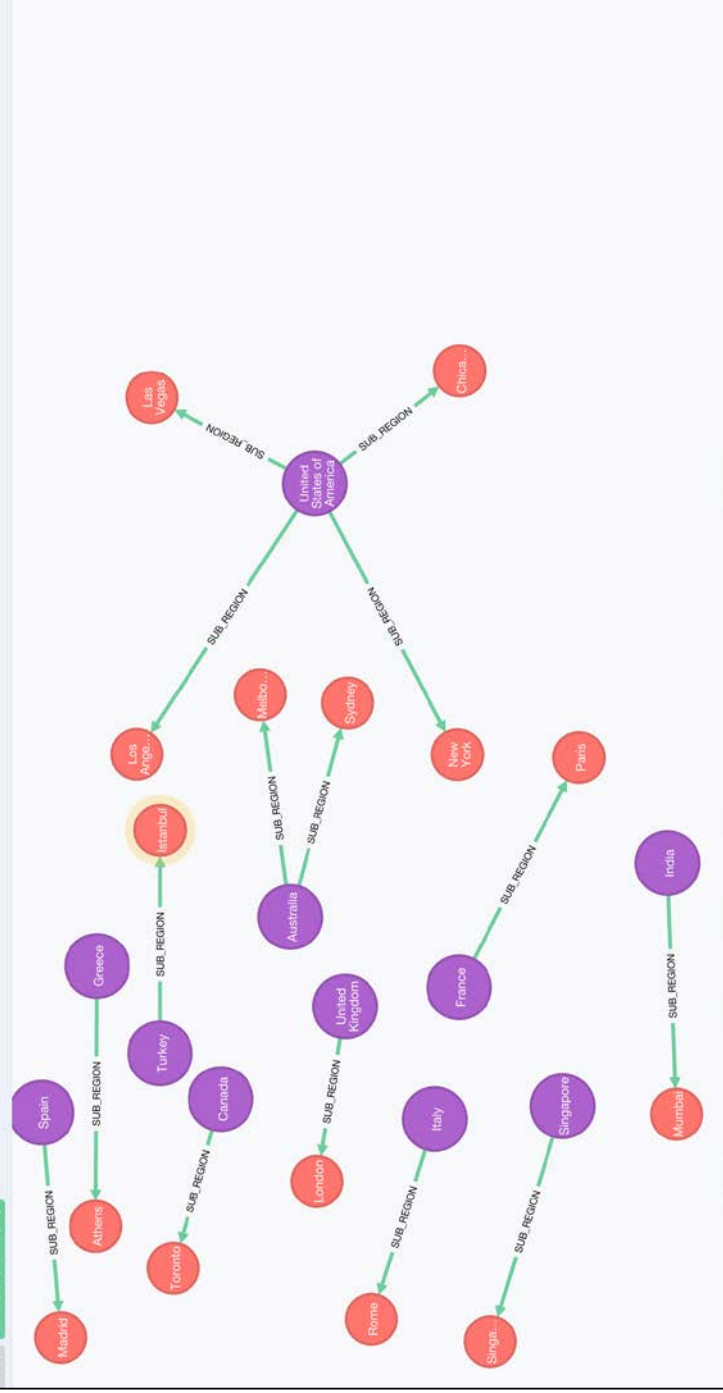 Las
Vegas
Chica...
SUB_REGION
SUB_REGION
United
States of
America
SUB_REGION
SUB_REGION
Los
Ange...
Melbo...
Sydney
New
York
Paris
Istanbul
SUB_REGION
SUB_REGION
SUB_REGION
India
Australia
Greece
SUB_REGION
France
United
Kingdom
SUB_REGION
Turkey
Canada
Spain
SUB_REGION
SUB_REGION
Italy
Singapore
Mumbai
London
SUB_REGION
SUB_REGION
Athens
Toronto
SUB_REGION
SUB_REGION
Rome
Madrid
Singa...